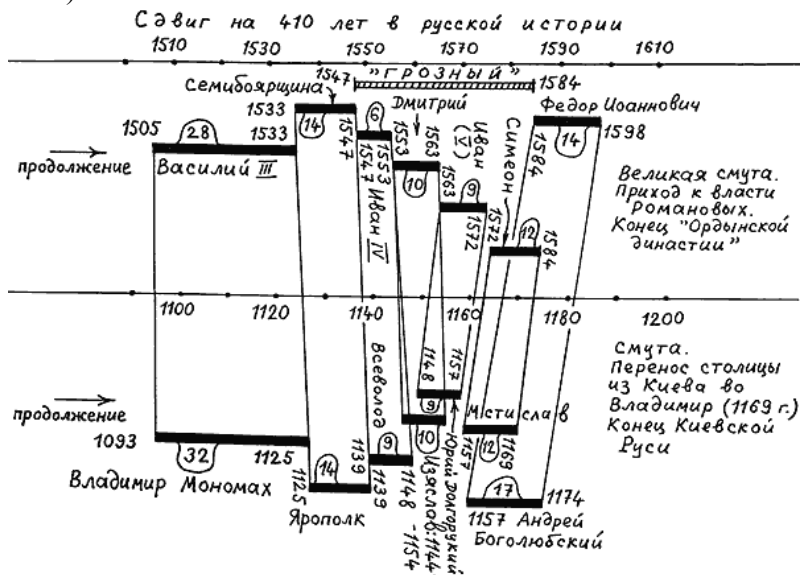 Сдвиг на 410 лет в русской истории
1510 1530 1550 1570 1590 1610
"ГРОЗНЫЙ"
1547
1584
Семибоярщина
Дмитрий
Федор Иоаннович
1533
14
1547
6
1553
1547
Иван IV
1553
1563
10
Иван (V)
1563
9
1572
Симеон
1572
12
1584
1584
14
1598
1505
28
1533
продолжение
Василий III
Великая смута.
Приход к власти
Романовых.
Конец "Ордынской
династии"
1100 1120 1140 1160 1180 1200
продолжение
1093
32
1125
Владимир Мономах
1125
14
1139
Ярополк
Всеволод
1139
9
1148
10
Изяслав:1144
-1154
1148
9
1157
Юрий Долгорукий
Мстислав
1157
12
1169
17
1174
1157 Андрей
Боголюбский
Смута.
Перенос столицы
из Киева во
Владимир (1169 г.)
Конец Киевской
Руси